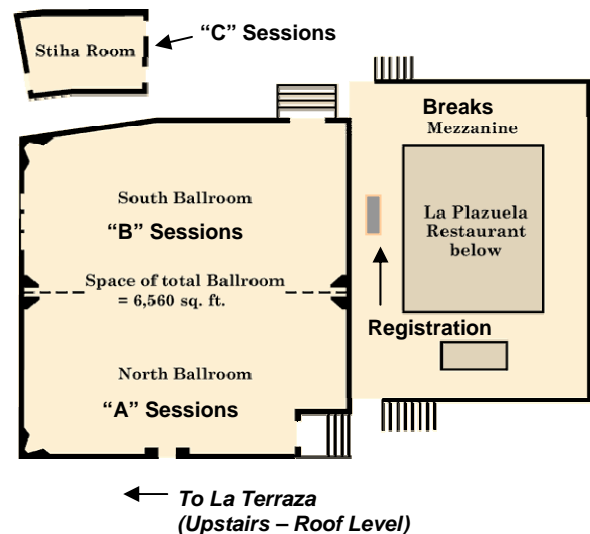 Stiha Room
“C” Sessions
Breaks
Mezzanine
South Ballroom
“B” Sessions
La Plazuela
Restaurant
below
Space of total Ballroom
= 6,560 sq. ft.
Registration
North Ballroom
“A” Sessions
To La Terraza
(Upstairs – Roof Level)